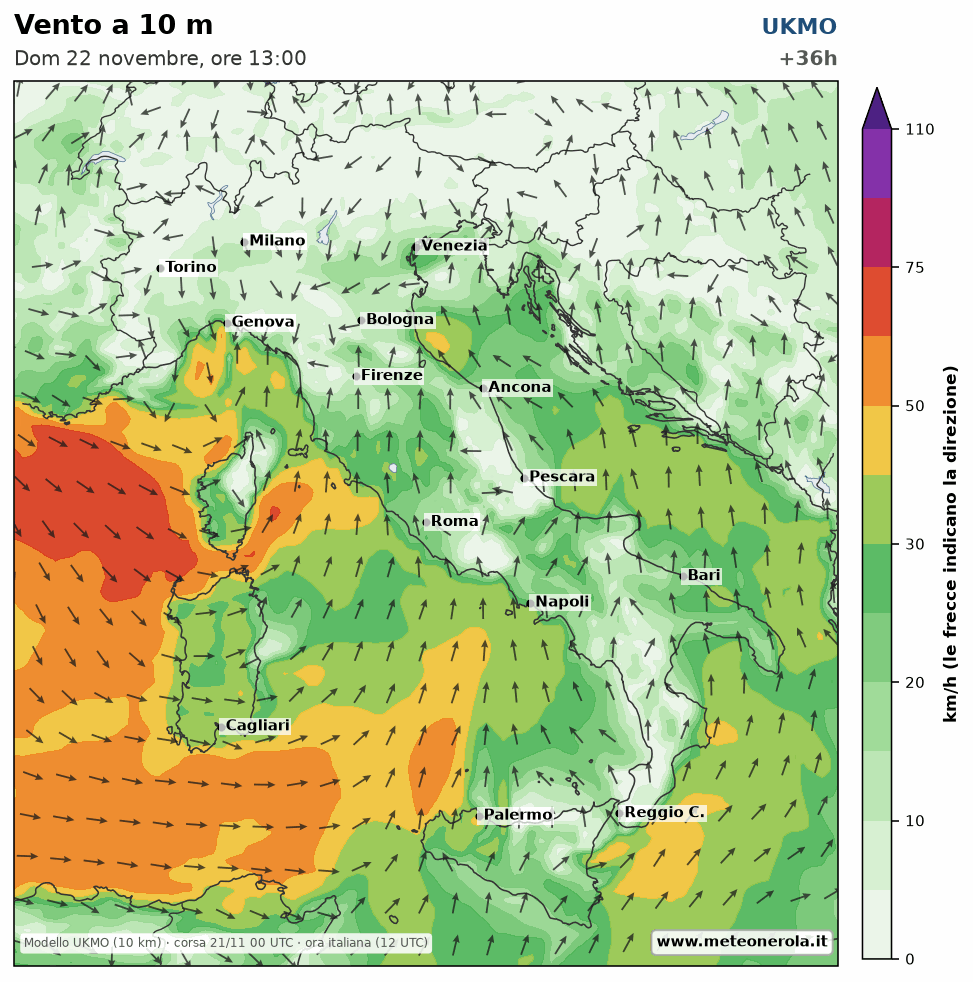 Vento a 10 m
UKMO
Dom 22 novembre, ore 13:00
+36h
110
75
50
30
20
10
0
km/h (le frecce indicano la direzione)
Venezia
Milano
Torino
Genova
Bologna
Firenze
Ancona
Pescara
Roma
Bari
Napoli
Cagliari
Palermo
Reggio C.
Modello UKMO (10 km) · corsa 21/11 00 UTC · ora italiana (12 UTC)
www.meteonerola.it